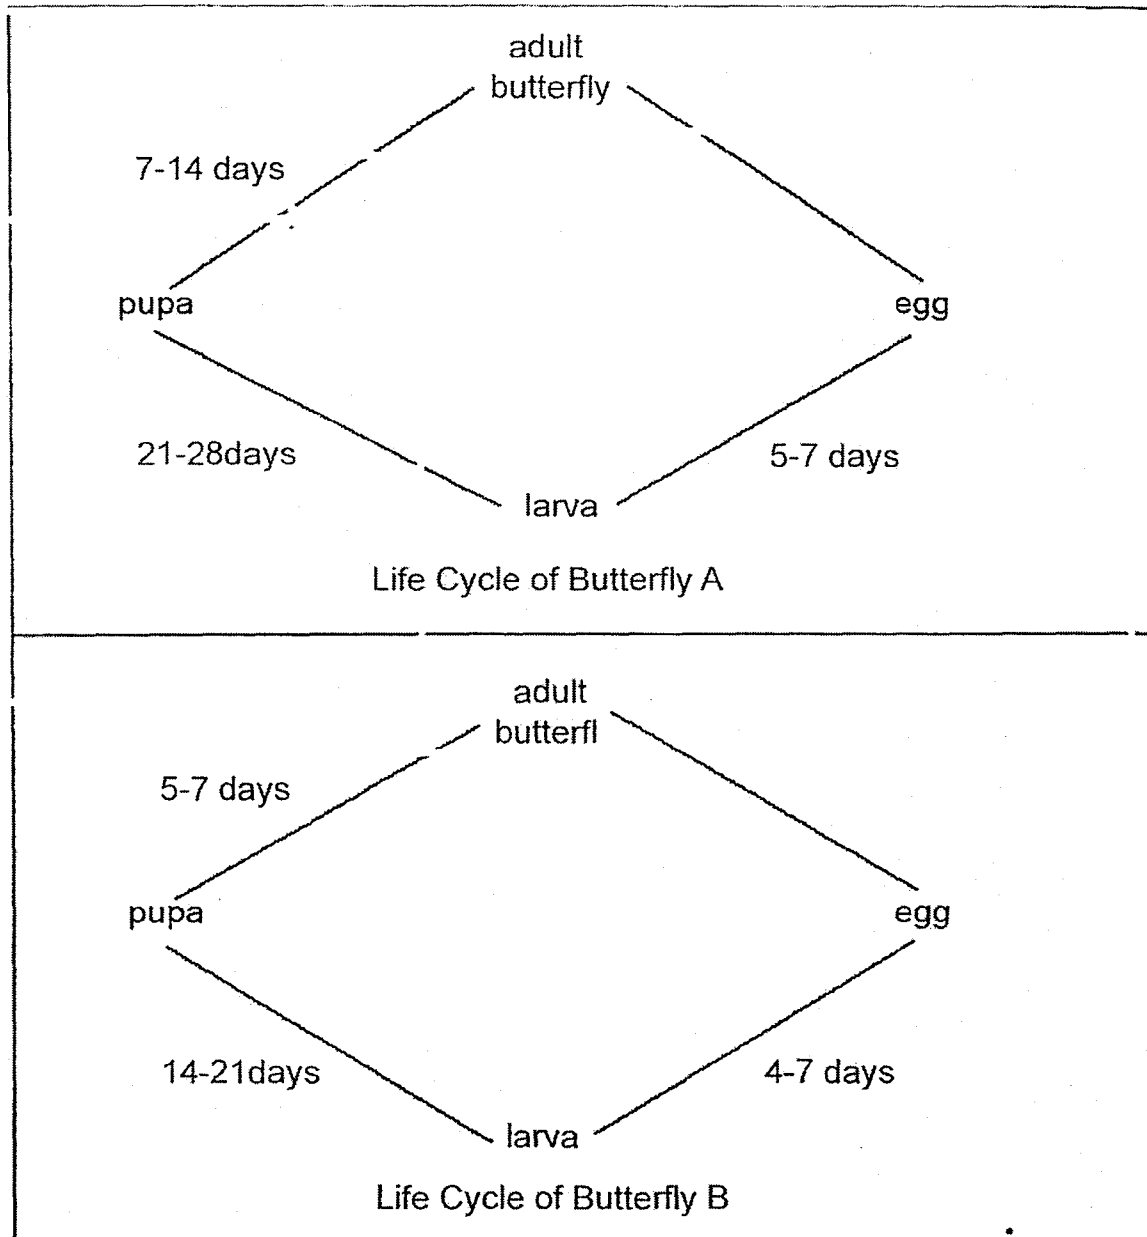 adult
butterfly
7-14 days
pupa
egg
21-28days
5-7 days
larva
Life Cycle of Butterfly A
adult
butterfl
5-7 days
pupa
egg
14-21days
4-7 days
larva
Life Cycle of Butterfly B